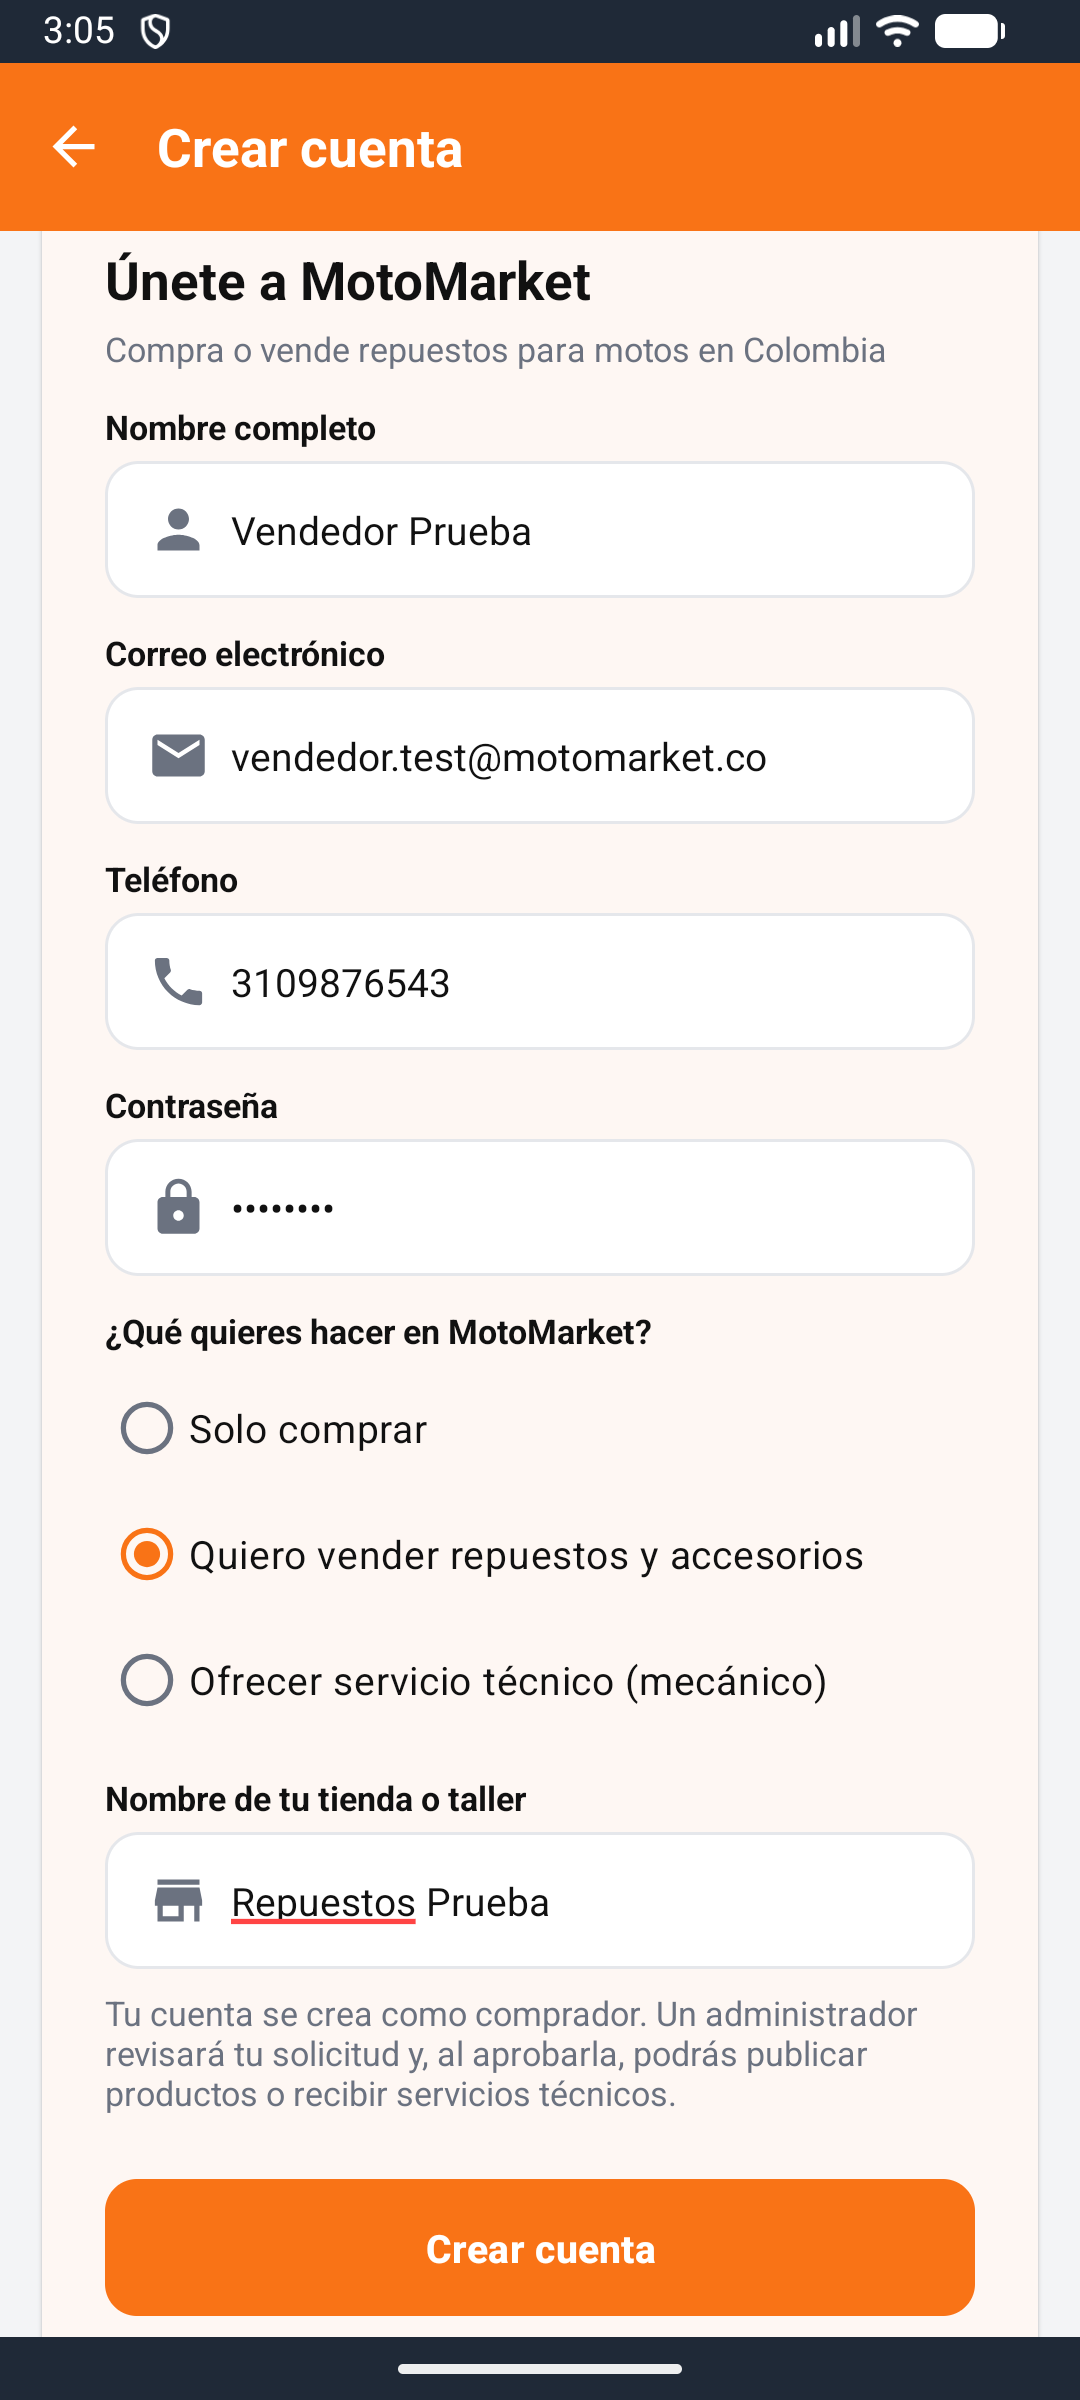 3:05
Crear cuenta
Únete a MotoMarket
Compra o vende repuestos para motos en Colombia
Nombre completo
Vendedor Prueba
Correo electrónico
vendedor.test@motomarket.co
Teléfono
3109876543
Contraseña
••••••••
¿Qué quieres hacer en MotoMarket?
Solo comprar
Quiero vender repuestos y accesorios
Ofrecer servicio técnico (mecánico)
Nombre de tu tienda o taller
Repuestos Prueba
Tu cuenta se crea como comprador. Un administrador
revisará tu solicitud y, al aprobarla, podrás publicar
productos o recibir servicios técnicos.
Crear cuenta